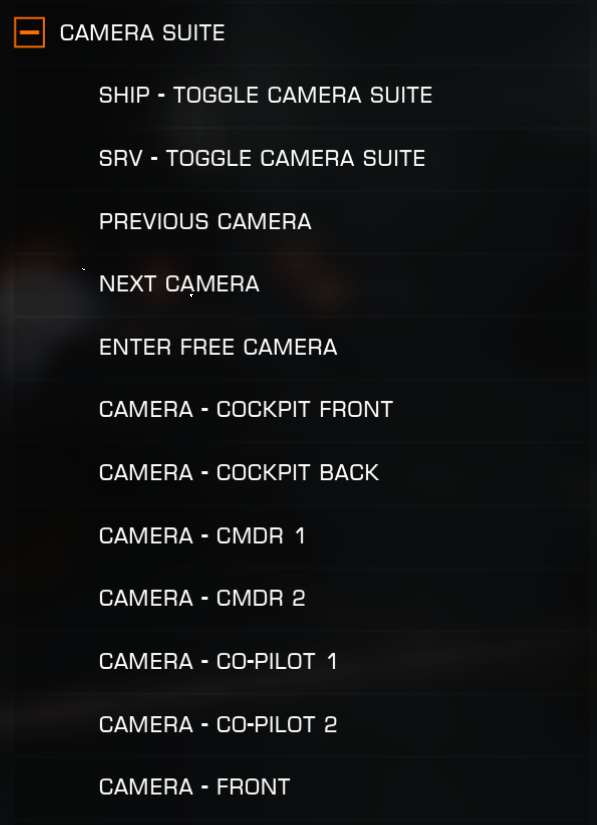 CAMERA SUITE
SHIP - TOGGLE CAMERA SUITE
SRV - TOGGLE CAMERA SUITE
PREVIOUS CAMERA
NEXT CAMERA
ENTER FREE CAMERA
CAMERA - COCKPIT FRONT
CAMERA - COCKPIT BACK
CAMERA - CMDR 1
CAMERA - CMDR 2
CAMERA - CO-PILOT 1
CAMERA - CO-PILOT 2
CAMERA - FRONT